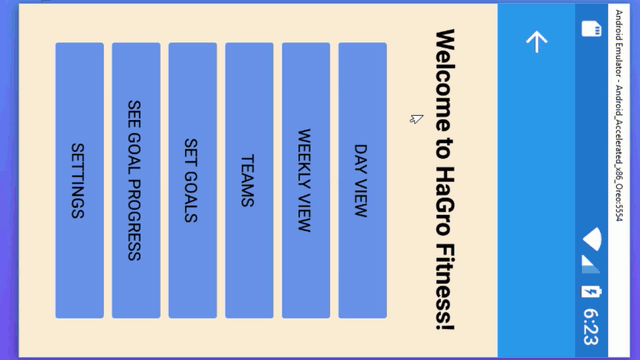 Android Emulator - Android_Accelerated_x86_Oreo:5554
6:23
Welcome to HaGro Fitness!
DAY VIEW
WEEKLY VIEW
TEAMS
SET GOALS
SEE GOAL PROGRESS
SETTINGS